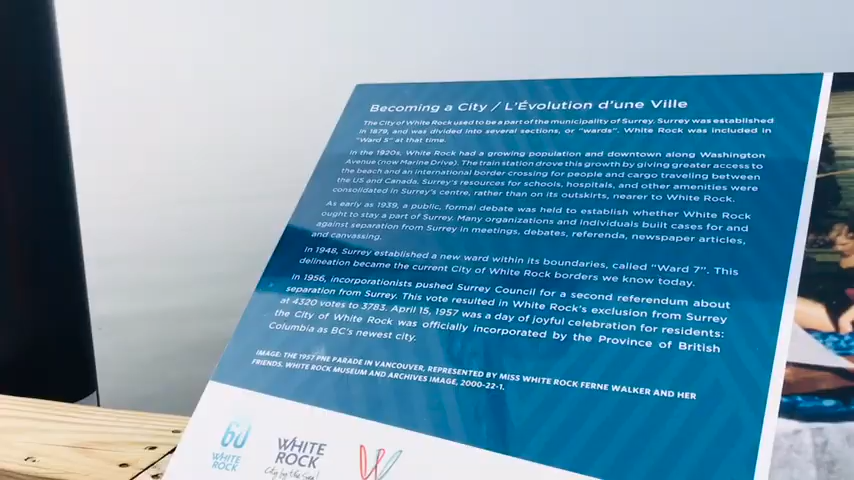 Becoming a City / L'Évolution d'une Ville
The City of White Rock used to be a part of the municipality of Surrey. Surrey was established
in 1879, and was divided into several sections, or "wards". White Rock was included in
"Ward 5" at that time.
In the 1920s, White Rock had a growing population and downtown along Washington
Avenue (now Marine Drive). The train station drove this growth by giving greater access to
the beach and an international border crossing for people and cargo traveling between
the US and Canada. Surrey's resources for schools, hospitals, and other amenities were
consolidated in Surrey's centre, rather than on its outskirts, nearer to White Rock.
As early as 1939, a public, formal debate was held to establish whether White Rock
ought to stay a part of Surrey. Many organizations and individuals built cases for and
against separation from Surrey in meetings, debates, referenda, newspaper articles,
and canvassing.
In 1948, Surrey established a new ward within its boundaries, called "Ward 7". This
delineation became the current City of White Rock borders we know today.
In 1956, incorporationists pushed Surrey Council for a second referendum about
separation from Surrey. This vote resulted in White Rock's exclusion from Surrey
at 4320 votes to 3783. April 15, 1957 was a day of joyful celebration for residents:
the City of White Rock was officially incorporated by the Province of British
Columbia as BC's newest city.
IMAGE: THE 1957 PNE PARADE IN VANCOUVER, REPRESENTED BY MISS WHITE ROCK FERNE WALKER AND HER
FRIENDS. WHITE ROCK MUSEUM AND ARCHIVES IMAGE, 2000-22-1.
60
WHITE
ROCK
WHITE
ROCK
City by the Sea!